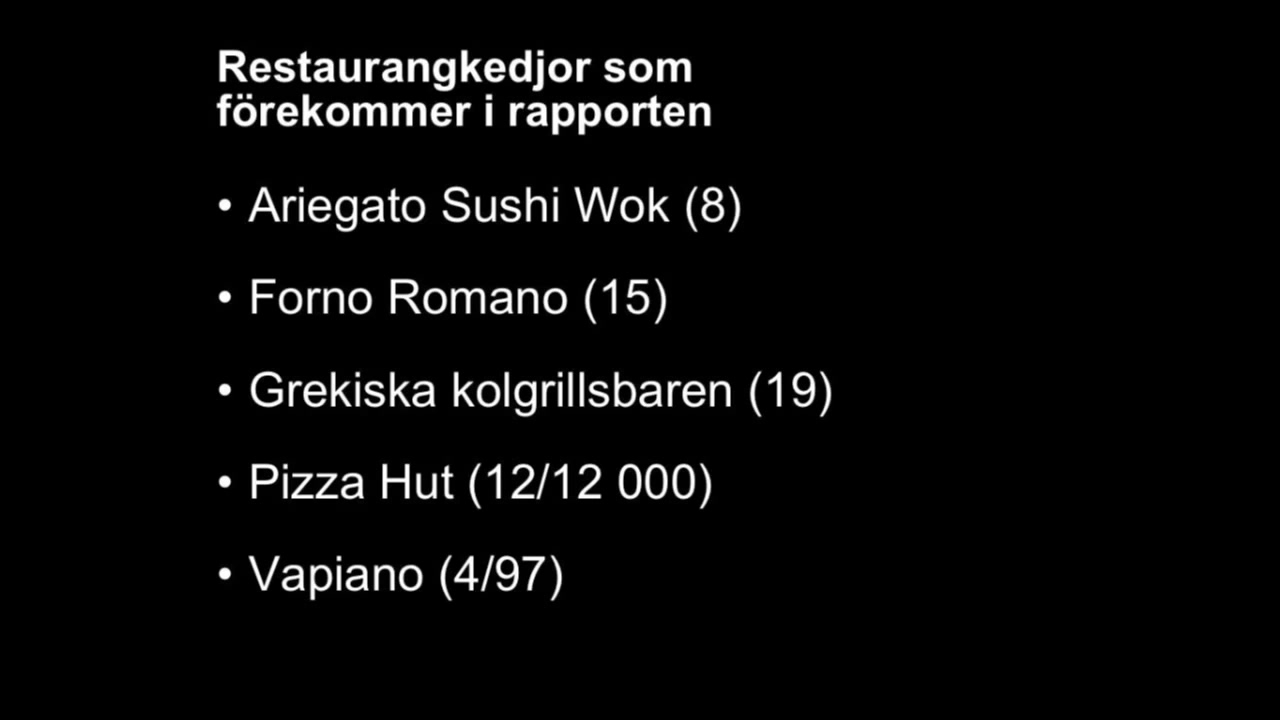 Restaurangkedjor som
förekommer i rapporten
• Ariegato Sushi Wok (8)
• Forno Romano (15)
• Grekiska kolgrillsbaren (19)
• Pizza Hut (12/12 000)
• Vapiano (4/97)